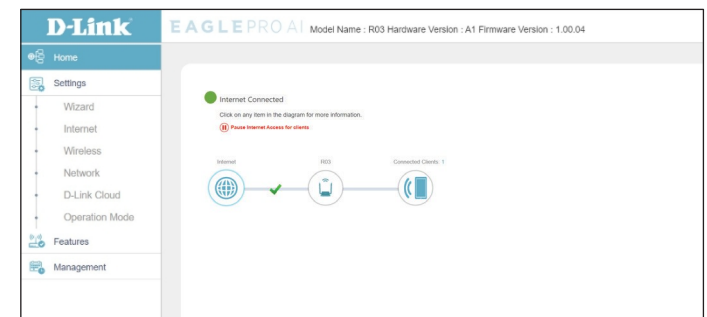 D-Link
EAGLE PRO AI Model Name : R03 Hardware Version : A1 Firmware Version : 1.00.04
Home
Settings
Wizard
Internet
Wireless
Network
D-Link Cloud
Operation Mode
Features
Management
Internet Connected
Click on any item in the diagram for more information.
Pause Internet Access for clients
Internet R03 Connected Clients: 1